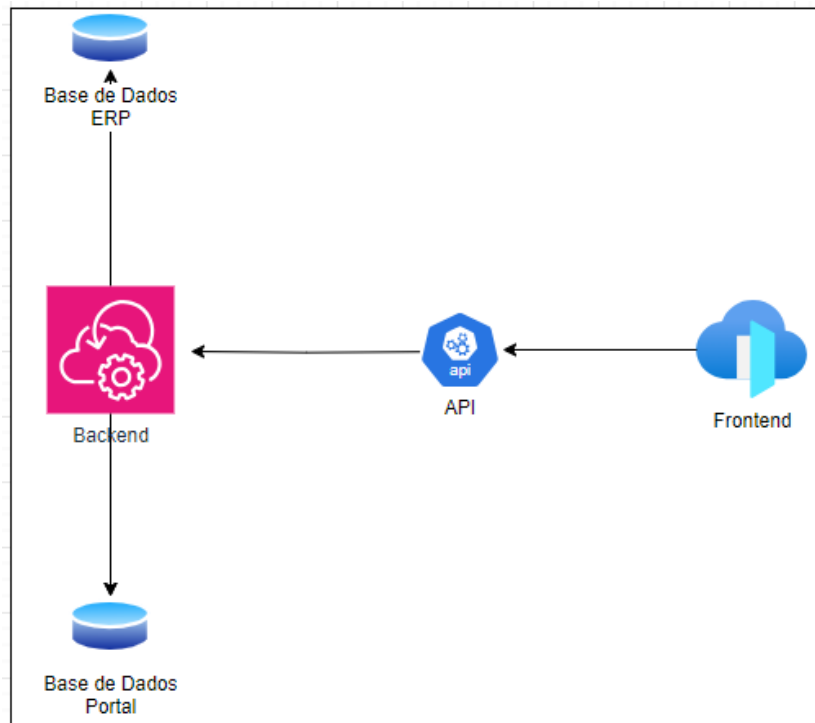 Base de Dados
ERP
api
API
Frontend
Backend
Base de Dados
Portal